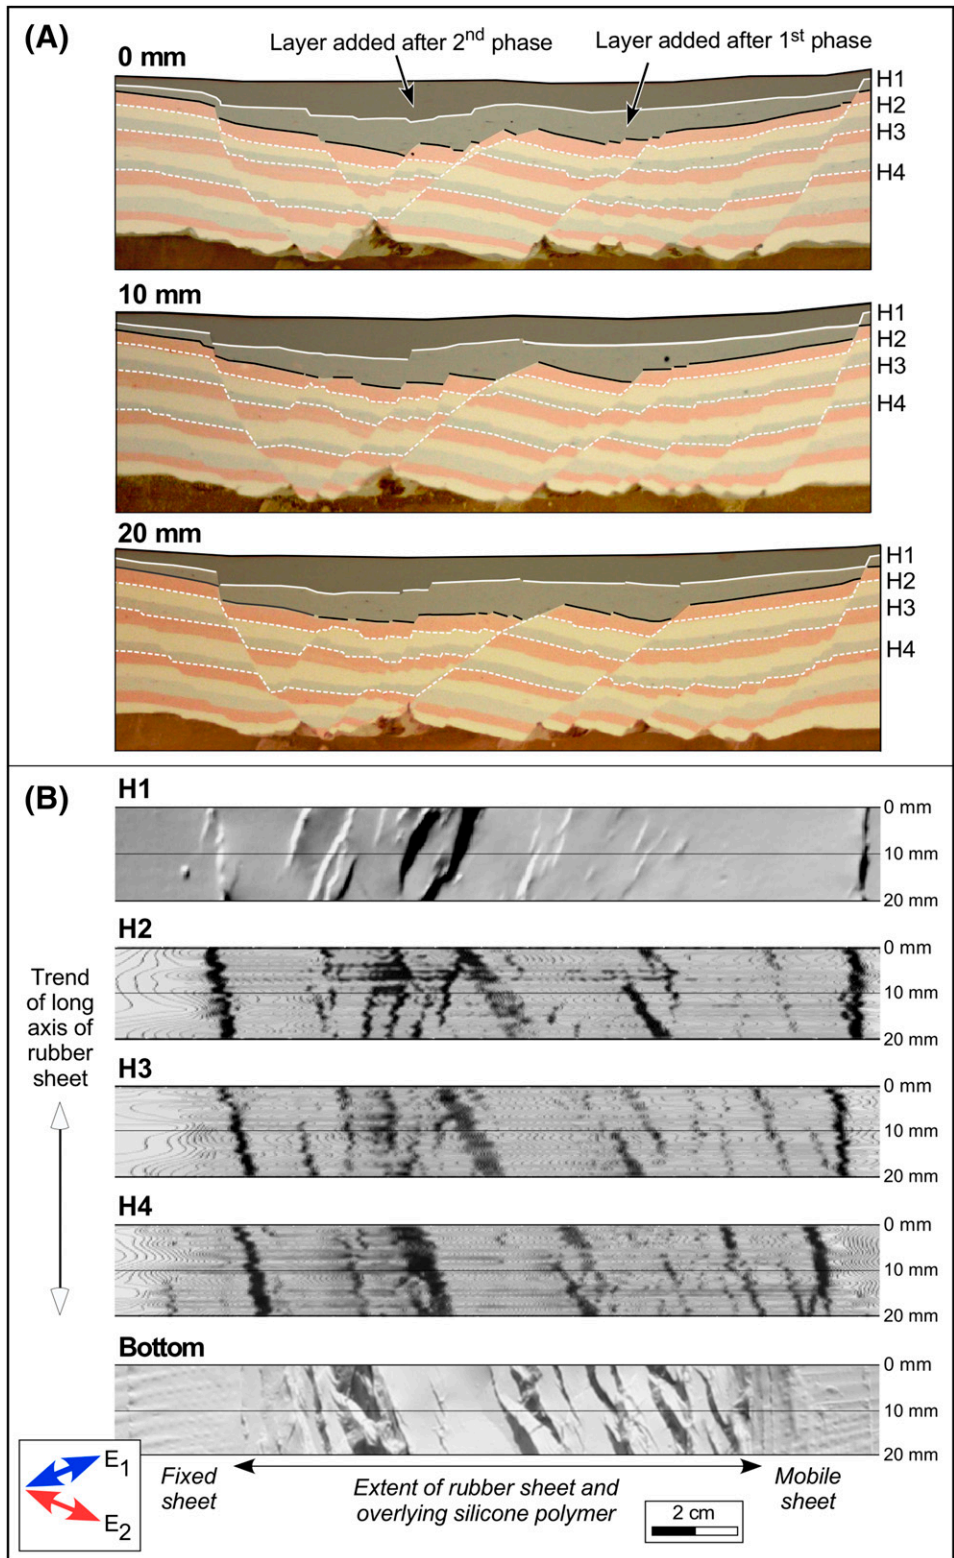 (A)
0 mm
Layer added after 2nd phase
Layer added after 1st phase
H1
H2
H3
H4
10 mm
H1
H2
H3
H4
20 mm
H1
H2
H3
H4
(B)
H1
0 mm
10 mm
20 mm
H2
0 mm
10 mm
20 mm
Trend
of long
axis of
rubber
sheet
H3
0 mm
10 mm
20 mm
H4
0 mm
10 mm
20 mm
Bottom
0 mm
10 mm
20 mm
E1
E2
Fixed
sheet
Extent of rubber sheet and
overlying silicone polymer
Mobile
sheet
2 cm